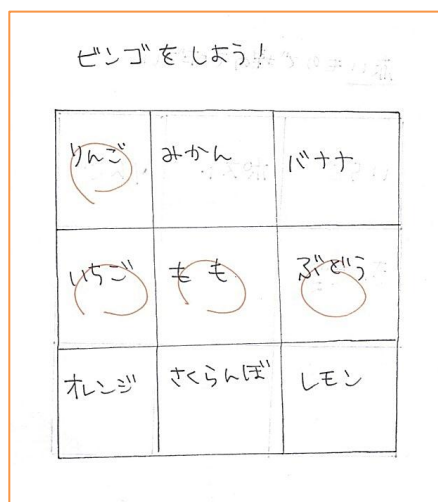 ビンゴをしよう!
りんご みかん バナナ
いちご もも ぶどう
オレンジ さくらんぼ レモン